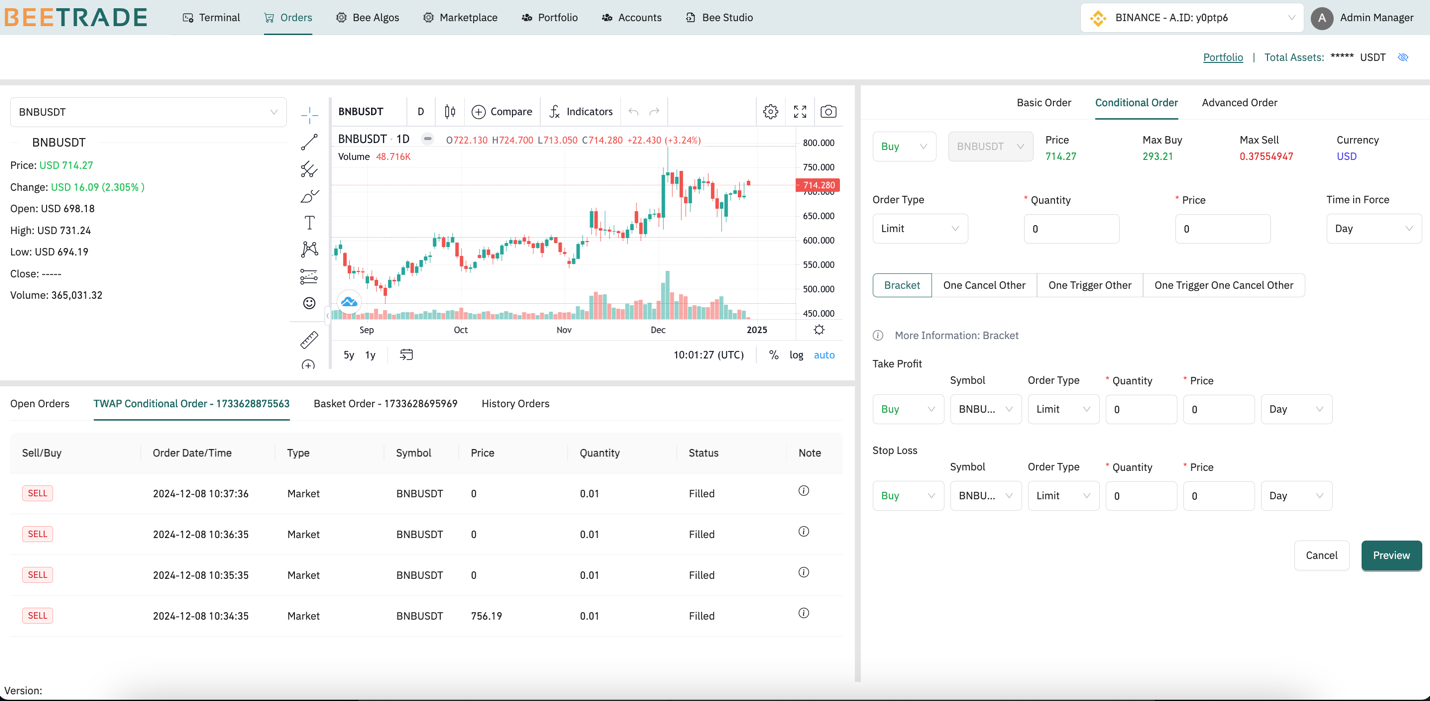 BEETRADE
Terminal Orders Bee Algos Marketplace Portfolio Accounts Bee Studio
BINANCE - A.ID: y0ptp6
A Admin Manager
Portfolio | Total Assets: ***** USDT
BNBUSDT
BNBUSDT
Price: USD 714.27
Change: USD 16.09 (2.305% )
Open: USD 698.18
High: USD 731.24
Low: USD 694.19
Close: -----
Volume: 365,031.32
BNBUSDT D Compare Indicators
BNBUSDT · 1D O722.130 H724.700 L713.050 C714.280 +22.430 (+3.24%)
Volume 48.716K
T
800.000
750.000
714.280
700.000
650.000
600.000
550.000
500.000
450.000
Sep Oct Nov Dec 2025
5y 1y 10:01:27 (UTC) % log auto
Open Orders TWAP Conditional Order - 1733628875563 Basket Order - 1733628695969 History Orders
Sell/Buy Order Date/Time Type Symbol Price Quantity Status Note
SELL 2024-12-08 10:37:36 Market BNBUSDT 0 0.01 Filled
SELL 2024-12-08 10:36:35 Market BNBUSDT 0 0.01 Filled
SELL 2024-12-08 10:35:35 Market BNBUSDT 0 0.01 Filled
SELL 2024-12-08 10:34:35 Market BNBUSDT 756.19 0.01 Filled
Version:
Basic Order Conditional Order Advanced Order
Buy BNBUSDT
Price Max Buy Max Sell Currency
714.27 293.21 0.37554947 USD
Order Type * Quantity * Price Time in Force
Limit 0 0 Day
Bracket One Cancel Other One Trigger Other One Trigger One Cancel Other
More Information: Bracket
Take Profit
Symbol Order Type * Quantity * Price
Buy BNBU... Limit 0 0 Day
Stop Loss
Symbol Order Type * Quantity * Price
Buy BNBU... Limit 0 0 Day
Cancel Preview